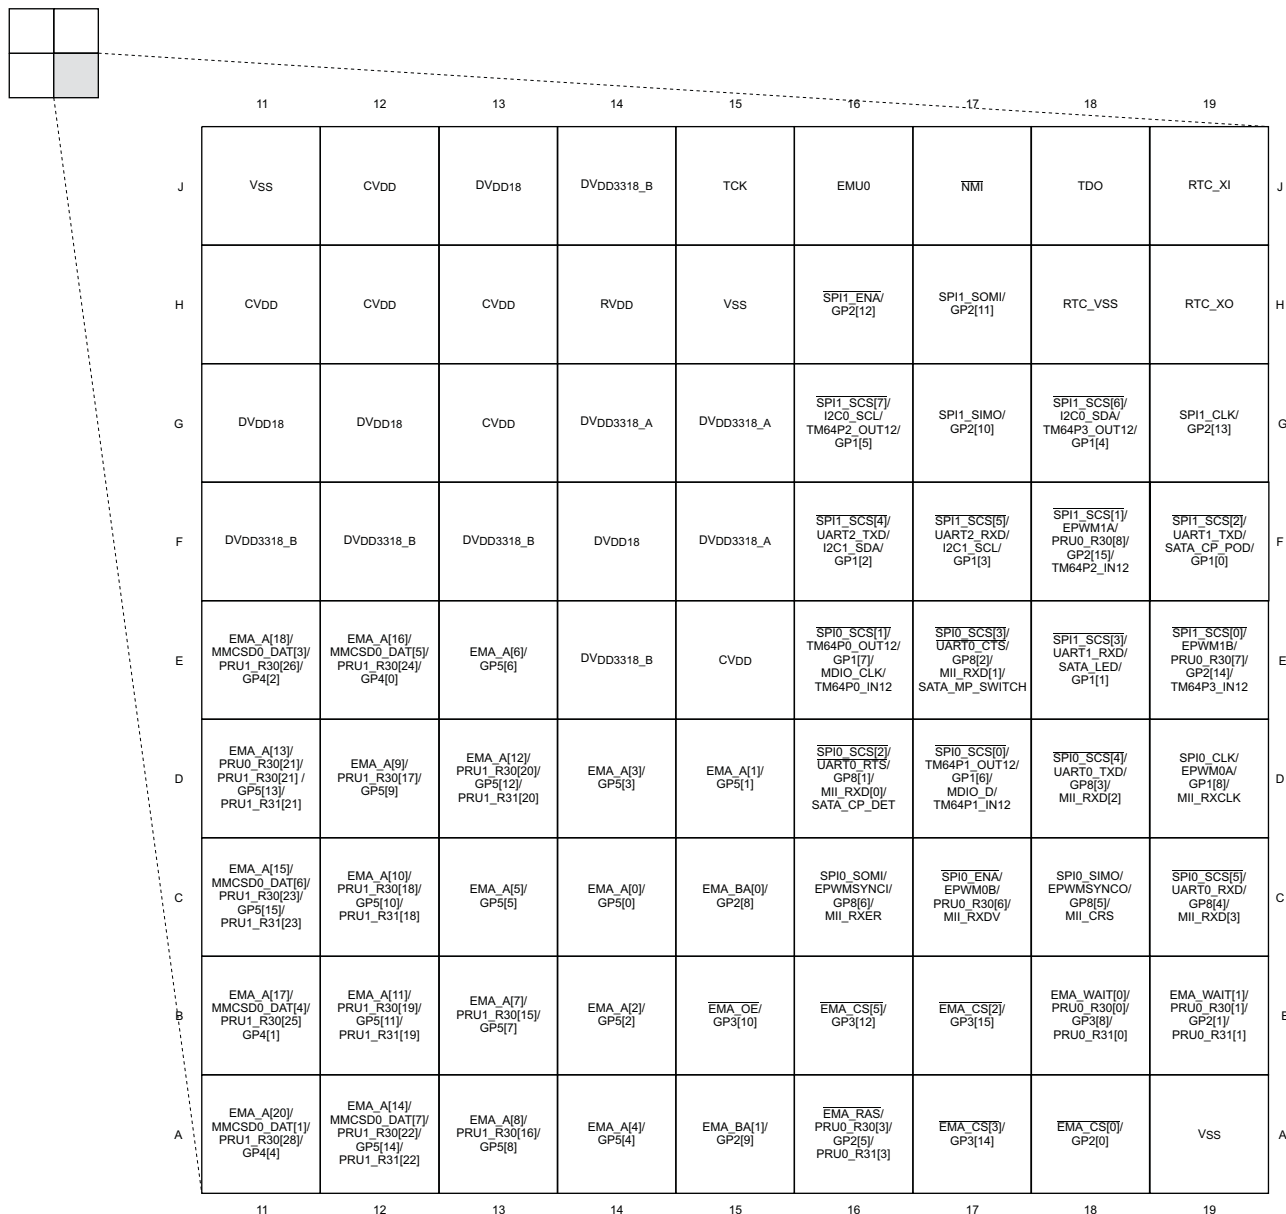 11 12 13 14 15 16 17 18 19
J VSS CVDD DVDD18 DVDD3318_B TCK EMU0 NMI TDO RTC_XI J
H CVDD CVDD CVDD RVDD VSS SPI1_ENA/ GP2[12] SPI1_SOMI/ GP2[11] RTC_VSS RTC_XO H
G DVDD18 DVDD18 CVDD DVDD3318_A DVDD3318_A
SPI1_SCS[7]/
I2C0_SCL/
TM64P2_OUT12/
GP1[5]
SPI1_SIMO/
GP2[10]
SPI1_SCS[6]/
I2C0_SDA/
TM64P3_OUT12/
GP1[4]
SPI1_CLK/
GP2[13]
G
F DVDD3318_B DVDD3318_B DVDD3318_B DVDD18 DVDD3318_A
SPI1_SCS[4]/
UART2_TXD/
I2C1_SDA/
GP1[2]
SPI1_SCS[5]/
UART2_RXD/
I2C1_SCL/
GP1[3]
SPI1_SCS[1]/
EPWM1A/
PRU0_R30[8]/
GP2[15]/
TM64P2_IN12
SPI1_SCS[2]/
UART1_TXD/
SATA_CP_POD/
GP1[0]
F
E
EMA_A[18]/
MMCSD0_DAT[3]/
PRU1_R30[26]/
GP4[2]
EMA_A[16]/
MMCSD0_DAT[5]/
PRU1_R30[24]/
GP4[0]
EMA_A[6]/
GP5[6]
DVDD3318_B
CVDD
SPI0_SCS[1]/
TM64P0_OUT12/
GP1[7]/
MDIO_CLK/
TM64P0_IN12
SPI0_SCS[3]/
UART0_CTS/
GP8[2]/
MII_RXD[1]/
SATA_MP_SWITCH
SPI1_SCS[3]/
UART1_RXD/
SATA_LED/
GP1[1]
SPI1_SCS[0]/
EPWM1B/
PRU0_R30[7]/
GP2[14]/
TM64P3_IN12
E
D
EMA_A[13]/
PRU0_R30[21]/
PRU1_R30[21] /
GP5[13]/
PRU1_R31[21]
EMA_A[9]/
PRU1_R30[17]/
GP5[9]
EMA_A[12]/
PRU1_R30[20]/
GP5[12]/
PRU1_R31[20]
EMA_A[3]/
GP5[3]
EMA_A[1]/
GP5[1]
SPI0_SCS[2]/
UART0_RTS/
GP8[1]/
MII_RXD[0]/
SATA_CP_DET
SPI0_SCS[0]/
TM64P1_OUT12/
GP1[6]/
MDIO_D/
TM64P1_IN12
SPI0_SCS[4]/
UART0_TXD/
GP8[3]/
MII_RXD[2]
SPI0_CLK/
EPWM0A/
GP1[8]/
MII_RXCLK
D
C
EMA_A[15]/
MMCSD0_DAT[6]/
PRU1_R30[23]/
GP5[15]/
PRU1_R31[23]
EMA_A[10]/
PRU1_R30[18]/
GP5[10]/
PRU1_R31[18]
EMA_A[5]/
GP5[5]
EMA_A[0]/
GP5[0]
EMA_BA[0]/
GP2[8]
SPI0_SOMI/
EPWMSYNCI/
GP8[6]/
MII_RXER
SPI0_ENA/
EPWM0B/
PRU0_R30[6]/
MII_RXDV
SPI0_SIMO/
EPWMSYNCO/
GP8[5]/
MII_CRS
SPI0_SCS[5]/
UART0_RXD/
GP8[4]/
MII_RXD[3]
C
B
EMA_A[17]/
MMCSD0_DAT[4]/
PRU1_R30[25]
GP4[1]
EMA_A[11]/
PRU1_R30[19]/
GP5[11]/
PRU1_R31[19]
EMA_A[7]/
PRU1_R30[15]/
GP5[7]
EMA_A[2]/
GP5[2]
EMA_OE/
GP3[10]
EMA_CS[5]/
GP3[12]
EMA_CS[2]/
GP3[15]
EMA_WAIT[0]/
PRU0_R30[0]/
GP3[8]/
PRU0_R31[0]
EMA_WAIT[1]/
PRU0_R30[1]/
GP2[1]/
PRU0_R31[1]
A
EMA_A[20]/
MMCSD0_DAT[1]/
PRU1_R30[28]/
GP4[4]
EMA_A[14]/
MMCSD0_DAT[7]/
PRU1_R30[22]/
GP5[14]/
PRU1_R31[22]
EMA_A[8]/
PRU1_R30[16]/
GP5[8]
EMA_A[4]/
GP5[4]
EMA_BA[1]/
GP2[9]
EMA_RAS/
PRU0_R30[3]/
GP2[5]/
PRU0_R31[3]
EMA_CS[3]/
GP3[14]
EMA_CS[0]/
GP2[0]
VSS
A
11 12 13 14 15 16 17 18 19